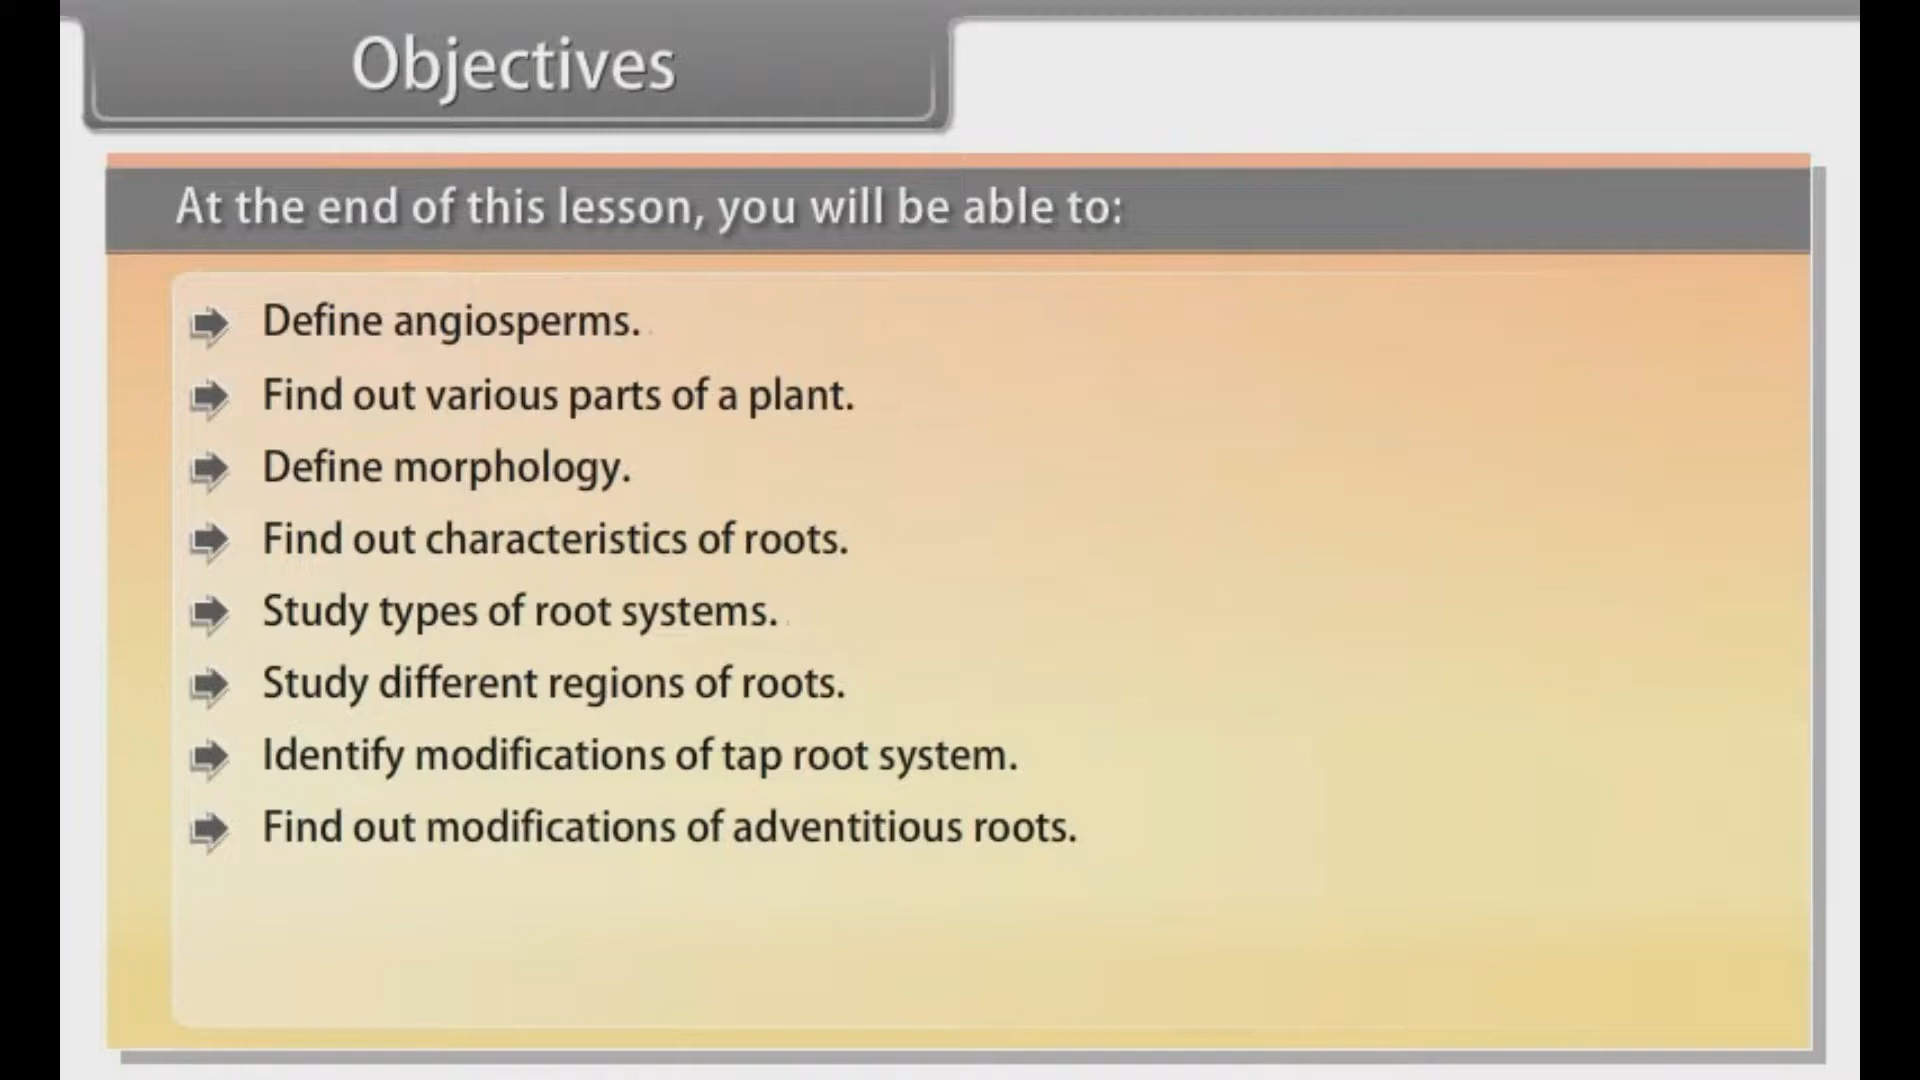 Objectives
At the end of this lesson, you will be able to:
Define angiosperms.
Find out various parts of a plant.
Define morphology.
Find out characteristics of roots.
Study types of root systems.
Study different regions of roots.
Identify modifications of tap root system.
Find out modifications of adventitious roots.